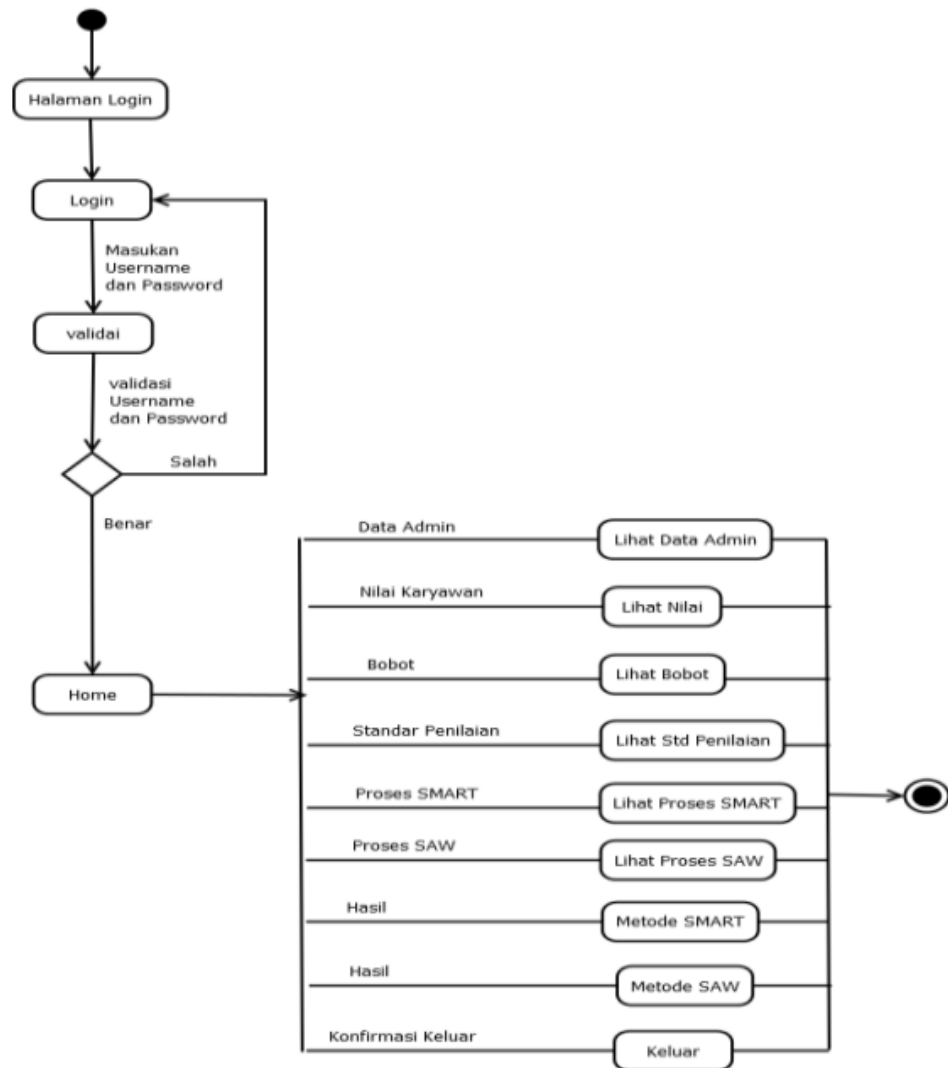 Halaman Login
Login
Masukan
Username
dan Password
validai
validasi
Username
dan Password
Salah
Benar
Home
Data Admin
Lihat Data Admin
Nilai Karyawan
Lihat Nilai
Bobot
Lihat Bobot
Standar Penilaian
Lihat Std Penilaian
Proses SMART
Lihat Proses SMART
Proses SAW
Lihat Proses SAW
Hasil
Metode SMART
Hasil
Metode SAW
Konfirmasi Keluar
Keluar